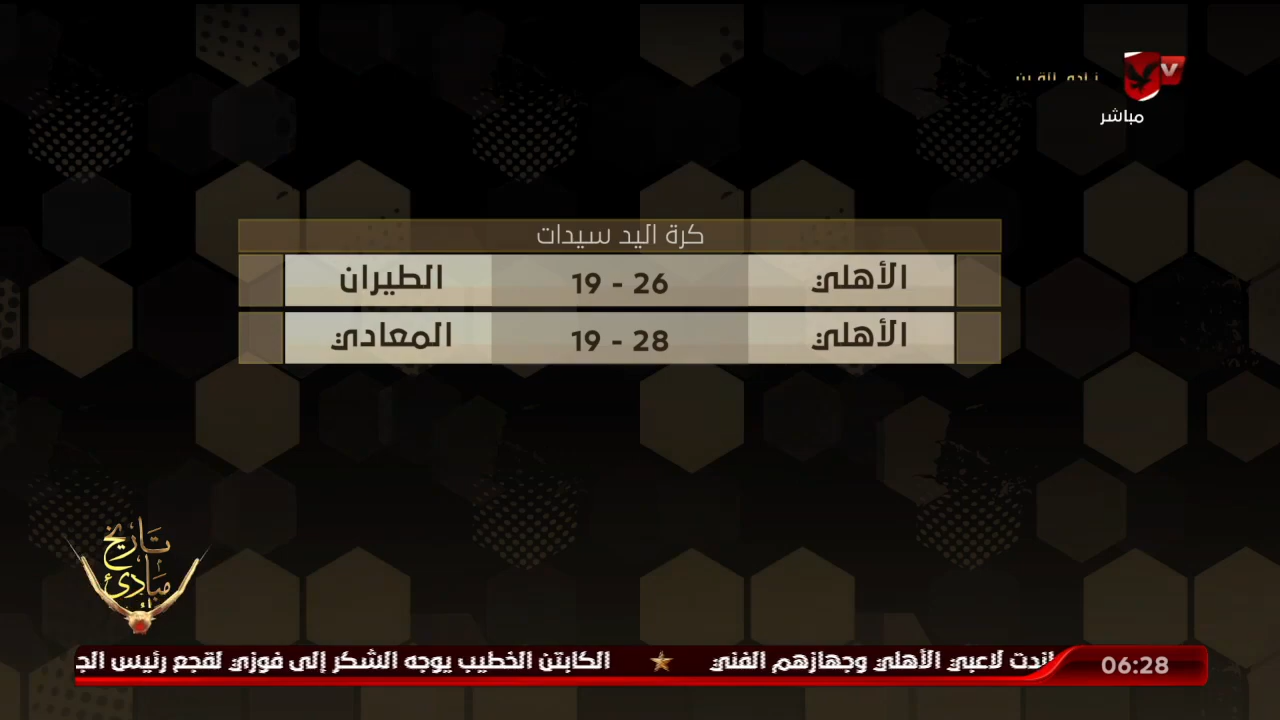 مباشر
كرة اليد سيدات
الأهلي 26 - 19 الطيران
الأهلي 28 - 19 المعادي
تاريخ
مبادئ
06:28
لاعبي الأهلي وجهازهم الفني ★ الكابتن الخطيب يوجه الشكر إلى فوزي لقجع رئيس